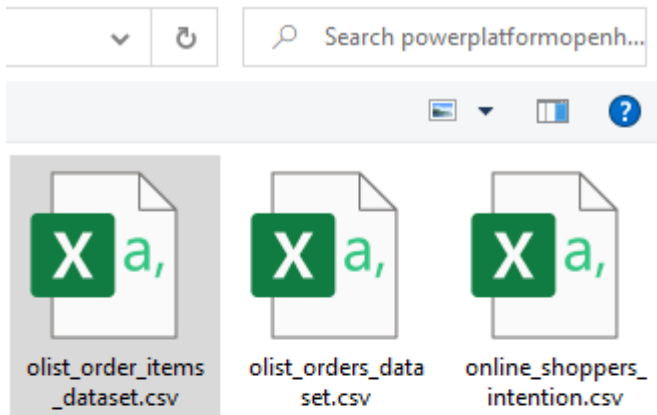 Search powerplatformopenh...
?
X a,
X a,
X a,
olist_order_items
_dataset.csv
olist_orders_data
set.csv
online_shoppers_
intention.csv